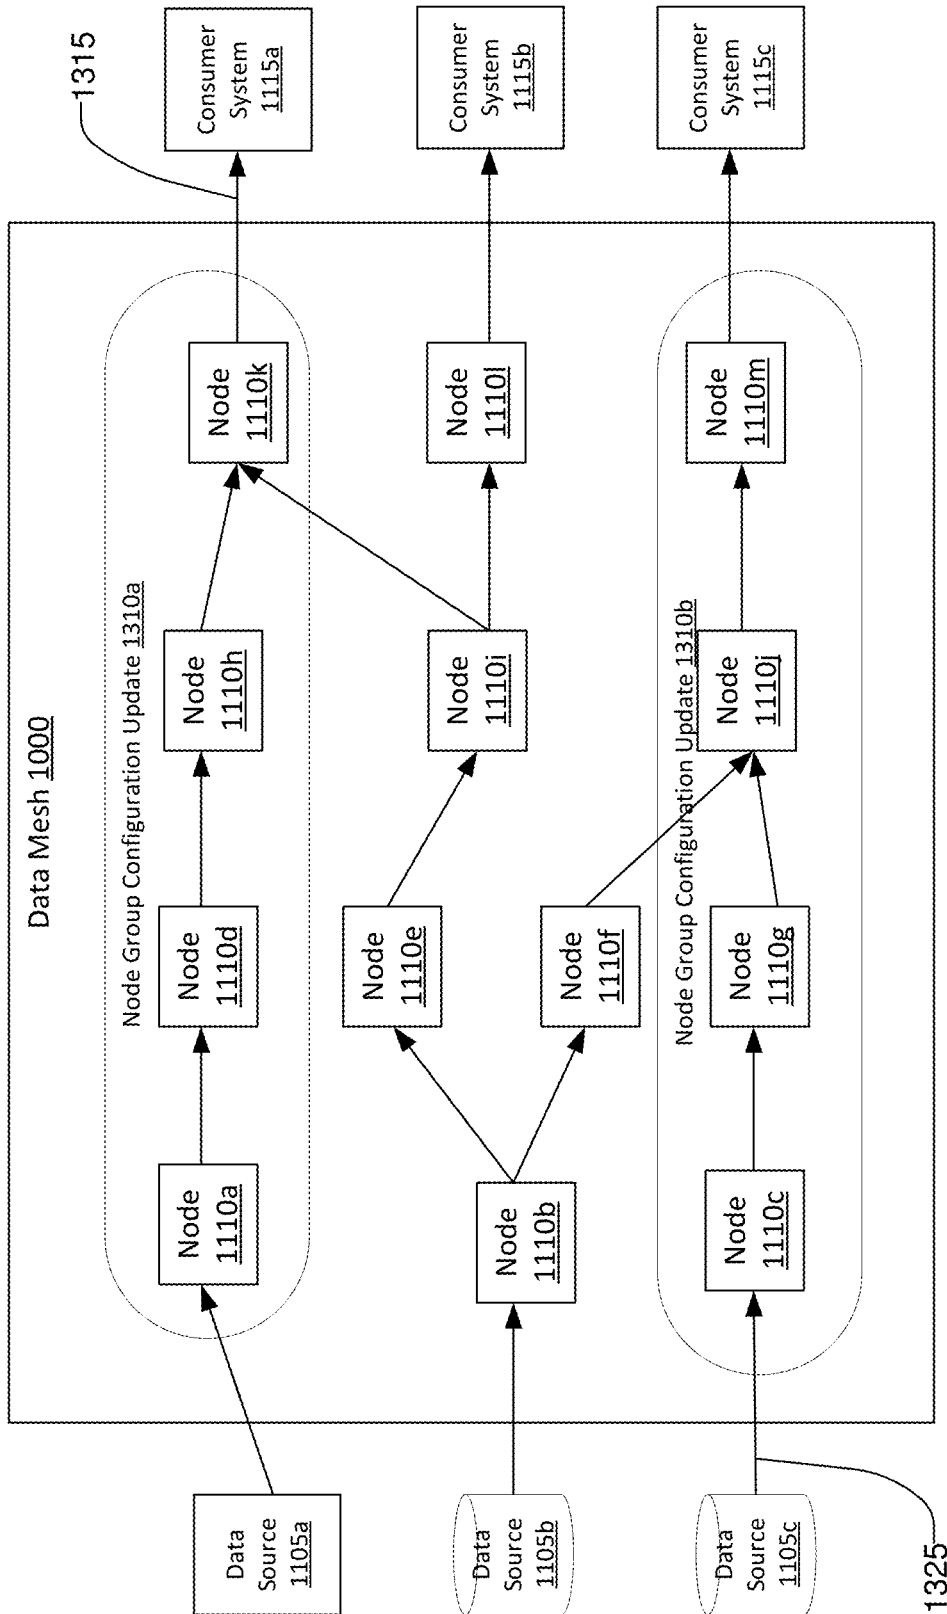 Data Mesh 1000
1315
Data
Source
1105a
Node
1110a
Node Group Configuration Update 1310a
Node
1110d
Node
1110h
Node
1110k
Consumer
System
1115a
Data
Source
1105b
Node
1110b
Node
1110e
Node
1110f
Node
1110i
Node
1110l
Consumer
System
1115b
Data
Source
1105c
Node
1110c
Node Group Configuration Update 1310b
Node
1110g
Node
1110j
Node
1110m
Consumer
System
1115c
1325